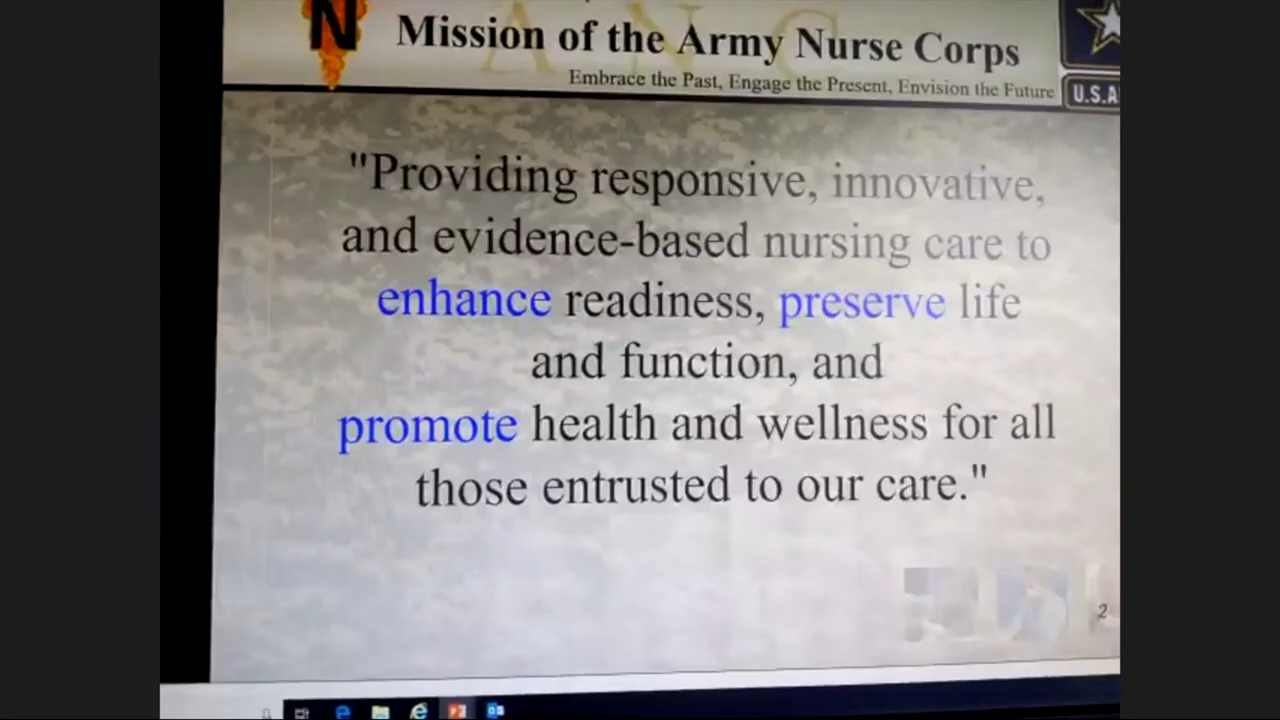 N
Mission of the Army Nurse Corps
Embrace the Past, Engage the Present, Envision the Future
U.S.A
"Providing responsive, innovative,
and evidence-based nursing care to
enhance readiness, preserve life
and function, and
promote health and wellness for all
those entrusted to our care."
2